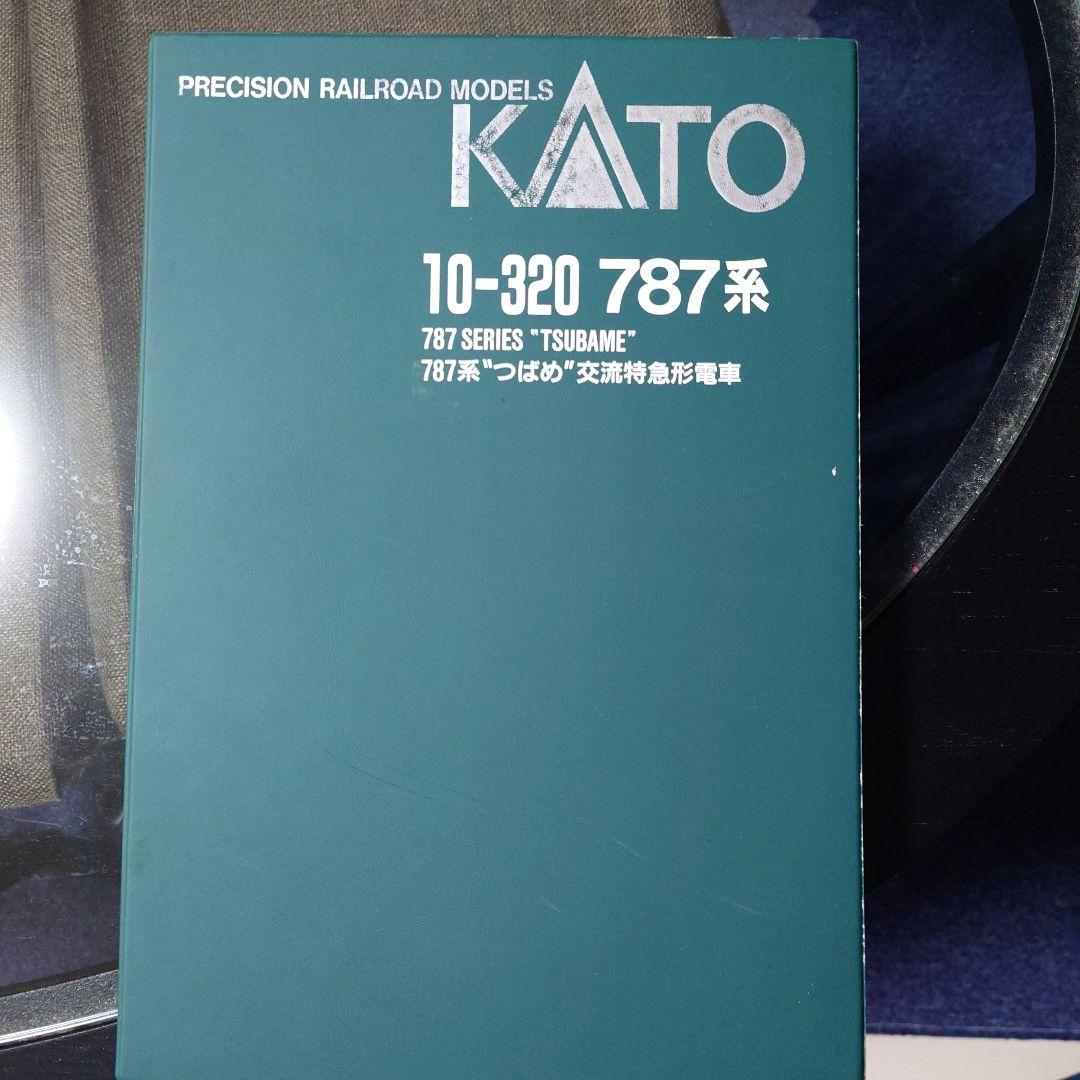 PRECISION RAILROAD MODELS
KATO
10-320 787系
787 SERIES "TSUBAME"
787系"つばめ"交流特急形電車